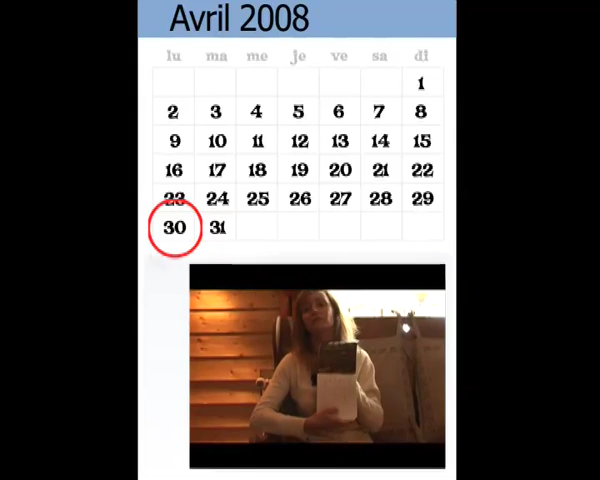 Avril 2008
lu ma me je ve sa di
1
2 3 4 5 6 7 8
9 10 11 12 13 14 15
16 17 18 19 20 21 22
23 24 25 26 27 28 29
30 31